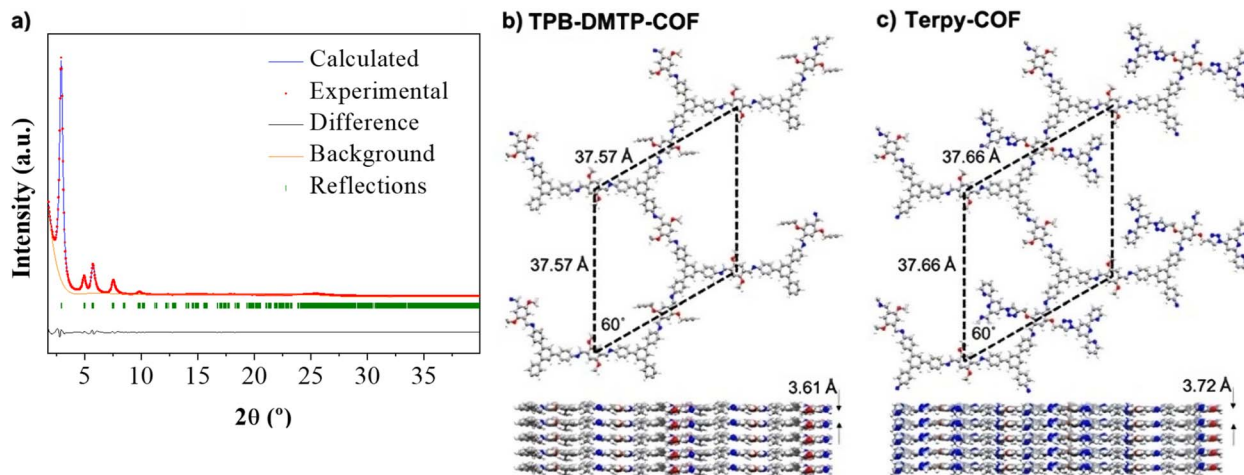 a)
Calculated
Experimental
Difference
Background
Reflections
Intensity (a.u.)
5 10 15 20 25 30 35
2θ (º)
b) TPB-DMTP-COF
37.57 Å
37.57 Å
60°
3.61 Å
c) Terpy-COF
37.66 Å
37.66 Å
60°
3.72 Å